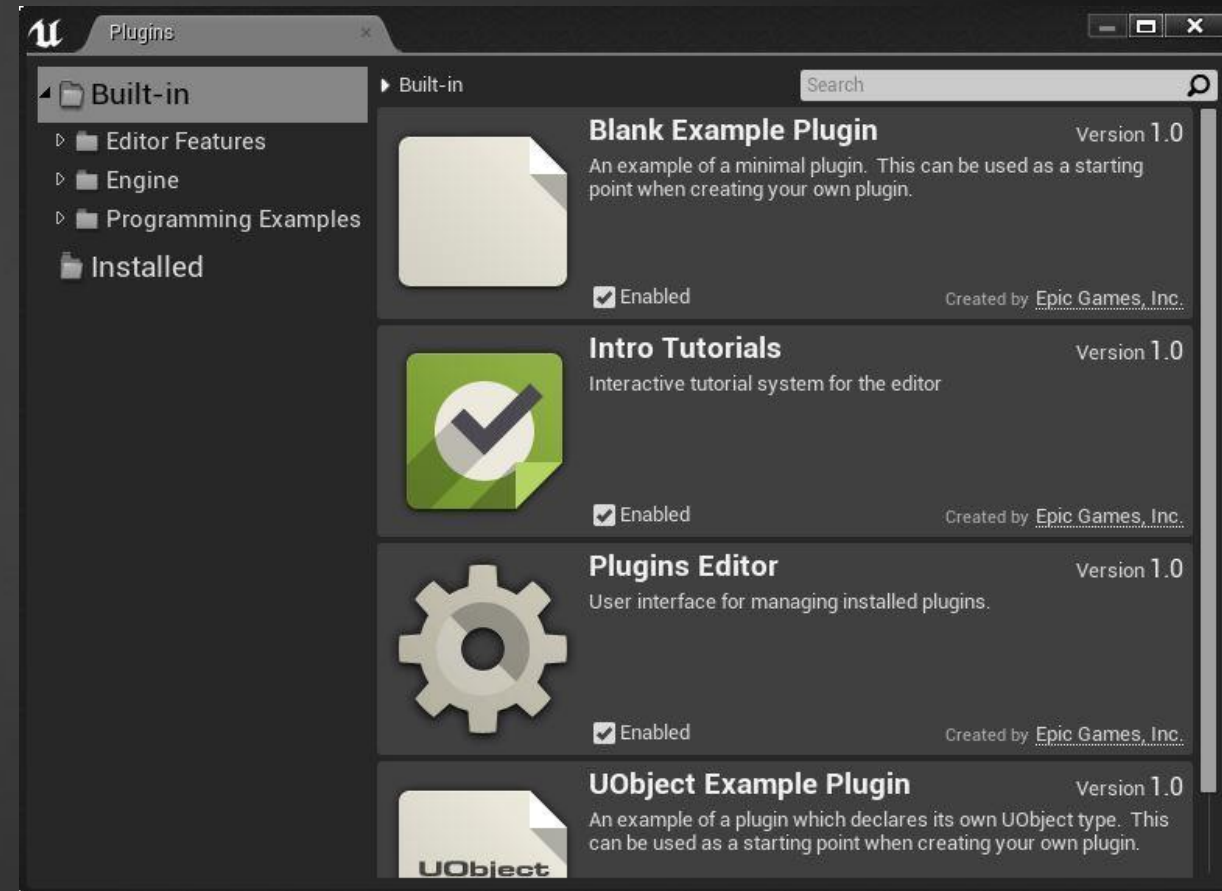 Plugins
Built-in
Editor Features
Engine
Programming Examples
Installed
Built-in
Search
Blank Example Plugin
Version 1.0
An example of a minimal plugin.  This can be used as a starting
point when creating your own plugin.
Enabled
Created by Epic Games, Inc.
Intro Tutorials
Version 1.0
Interactive tutorial system for the editor
Enabled
Created by Epic Games, Inc.
Plugins Editor
Version 1.0
User interface for managing installed plugins.
Enabled
Created by Epic Games, Inc.
UObject Example Plugin
Version 1.0
An example of a plugin which declares its own UObject type.  This
can be used as a starting point when creating your own plugin.
UObject